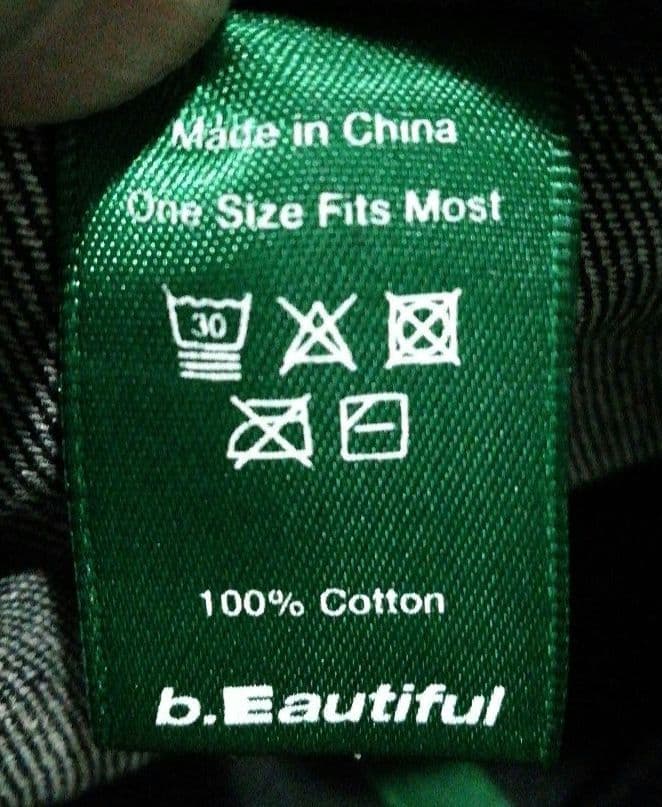 Made in China
One Size Fits Most
30
100% Cotton
b.Eautiful